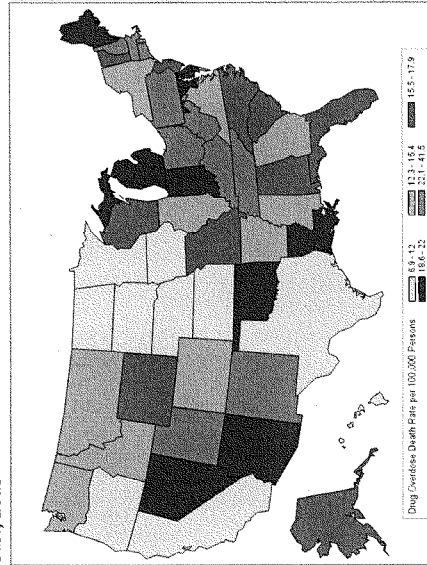 Drug Overdose Death Rate per 100,000 Persons
6.9 - 12
12.3 - 15.4
15.5 - 17.9
18.6 - 22
22.1 - 41.5